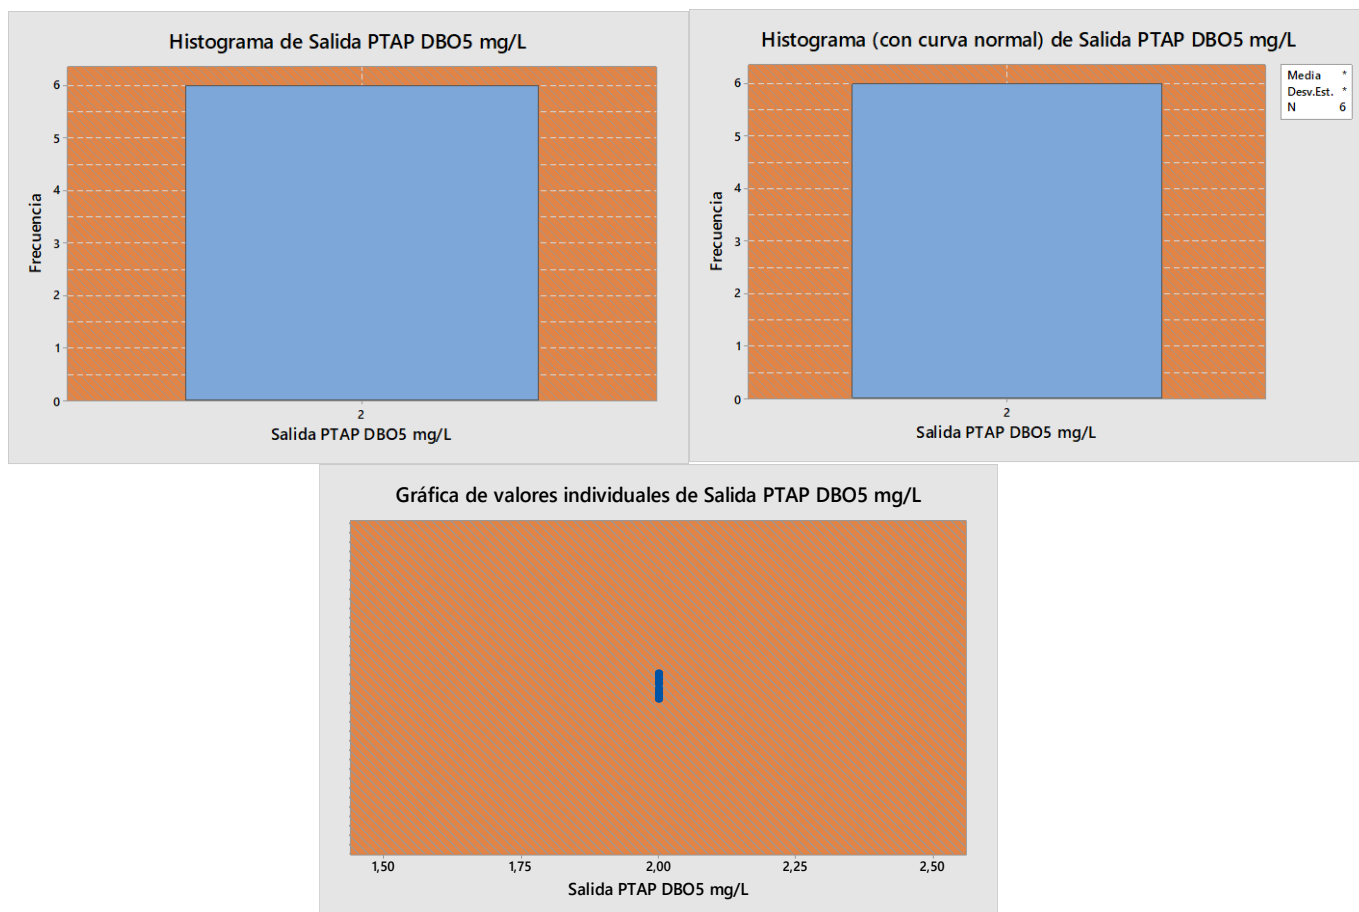 Histograma de Salida PTAP DBO5 mg/L
6
5
4
3
2
1
0
Frecuencia
2
Salida PTAP DBO5 mg/L
Histograma (con curva normal) de Salida PTAP DBO5 mg/L
Media *
Desv.Est. *
N 6
6
5
4
3
2
1
0
Frecuencia
2
Salida PTAP DBO5 mg/L
Gráfica de valores individuales de Salida PTAP DBO5 mg/L
1,50 1,75 2,00 2,25 2,50
Salida PTAP DBO5 mg/L